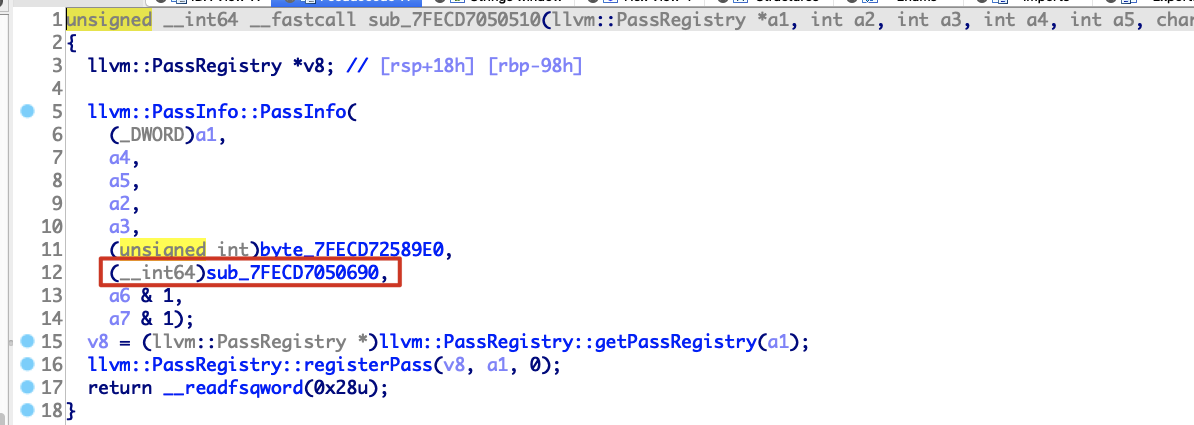 1 unsigned __int64 __fastcall sub_7FECD7050510(llvm::PassRegistry *a1, int a2, int a3, int a4, int a5,
2 {
3 llvm::PassRegistry *v8; // [rsp+18h] [rbp-98h]
4
5 llvm::PassInfo::PassInfo(
6 (_DWORD)a1,
7 a4,
8 a5,
9 a2,
10 a3,
11 (unsigned int)byte_7FECD72589E0,
12 (__int64)sub_7FECD7050690,
13 a6 & 1,
14 a7 & 1);
15 v8 = (llvm::PassRegistry *)llvm::PassRegistry::getPassRegistry(a1);
16 llvm::PassRegistry::registerPass(v8, a1, 0);
17 return __readfsqword(0x28u);
18 }